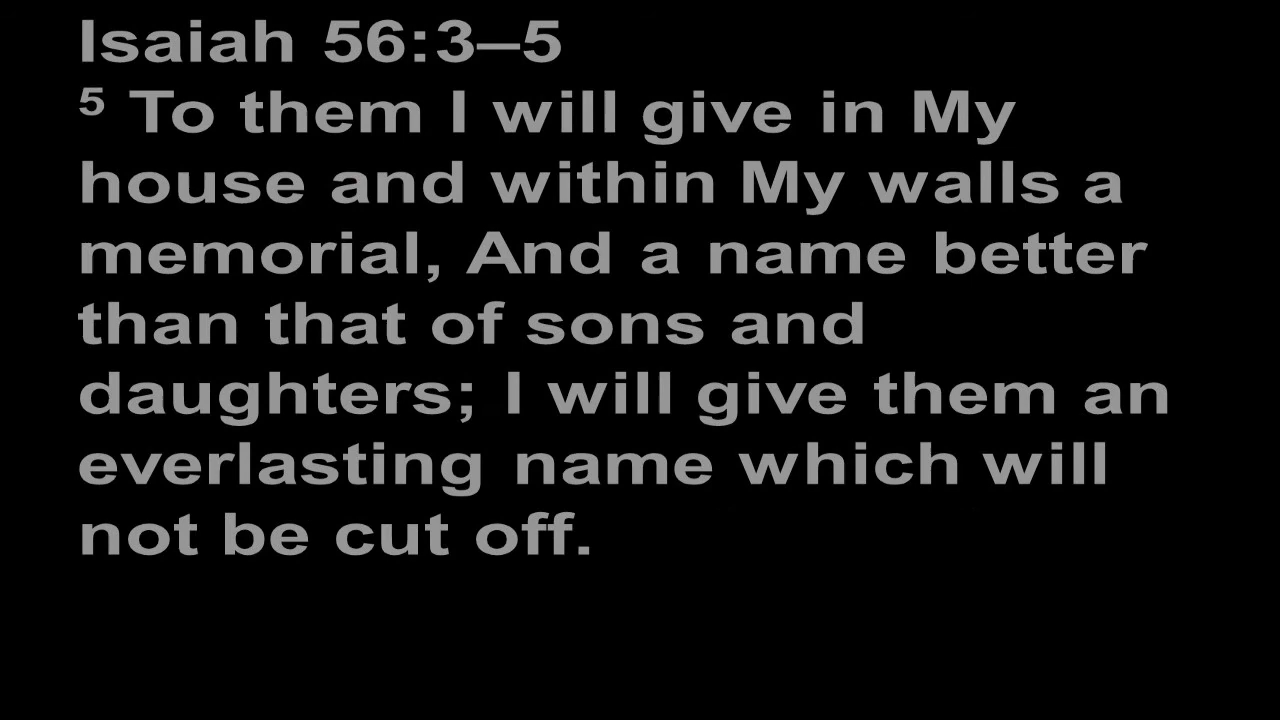 Isaiah 56:3–5
⁵ To them I will give in My
house and within My walls a
memorial, And a name better
than that of sons and
daughters; I will give them an
everlasting name which will
not be cut off.